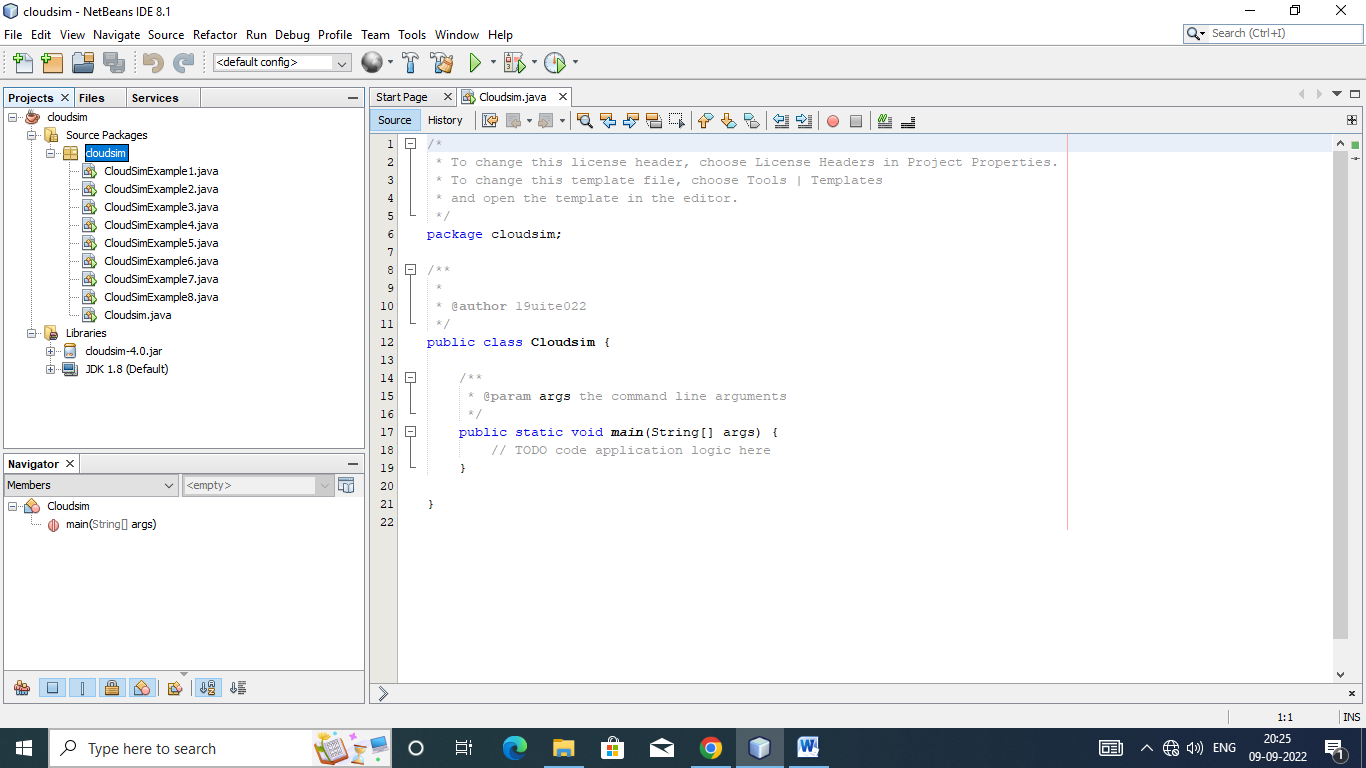 cloudsim - NetBeans IDE 8.1
File Edit View Navigate Source Refactor Run Debug Profile Team Tools Window Help
Search (Ctrl+I)
<default config>
Projects Files Services
cloudsim
Source Packages
cloudsim
CloudSimExample1.java
CloudSimExample2.java
CloudSimExample3.java
CloudSimExample4.java
CloudSimExample5.java
CloudSimExample6.java
CloudSimExample7.java
CloudSimExample8.java
Cloudsim.java
Libraries
cloudsim-4.0.jar
JDK 1.8 (Default)
Navigator
Members <empty>
Cloudsim
main(String[] args)
Start Page Cloudsim.java
Source History
1 /*
2 * To change this license header, choose License Headers in Project Properties.
3 * To change this template file, choose Tools | Templates
4 * and open the template in the editor.
5 */
6 package cloudsim;
7
8 /**
9 *
10 * @author 19uite022
11 */
12 public class Cloudsim {
13
14 /**
15 * @param args the command line arguments
16 */
17 public static void main(String[] args) {
18 // TODO code application logic here
19 }
20
21 }
22
1:1 INS
Type here to search
ENG
20:25
09-09-2022
1